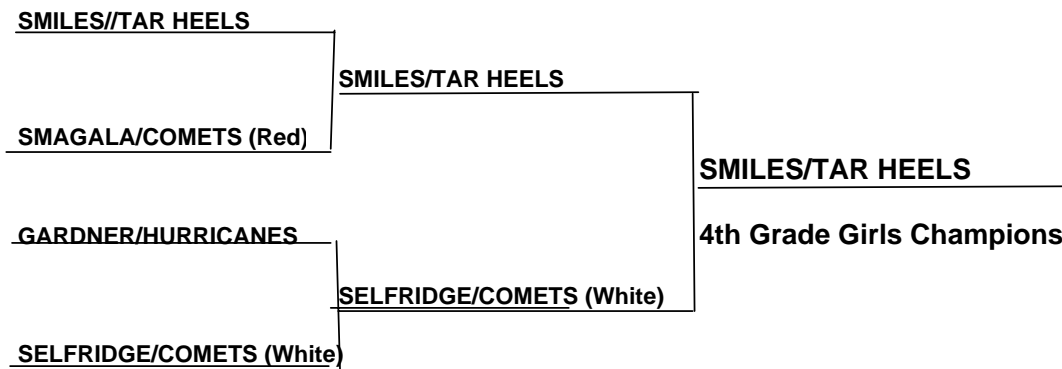 SMILES//TAR HEELS
SMILES/TAR HEELS
SMAGALA/COMETS (Red)
SMILES/TAR HEELS
GARDNER/HURRICANES
4th Grade Girls Champions
SELFRIDGE/COMETS (White)
SELFRIDGE/COMETS (White)